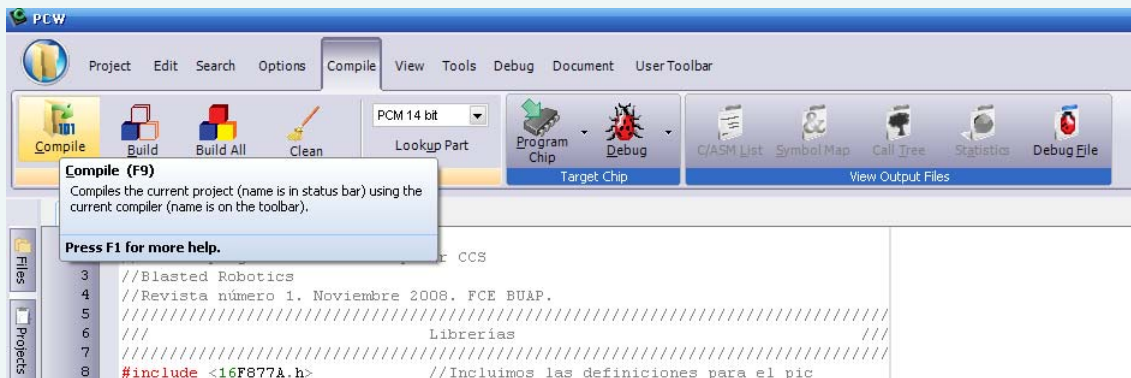 PCW
Project Edit Search Options Compile View Tools Debug Document User Toolbar
PCM 14 bit
Compile Build Build All Clean Lookup Part Program Chip Debug C/ASM List Symbol Map Call Tree Statistics Debug File
Target Chip View Output Files
Compile (F9)
Compiles the current project (name is in status bar) using the
current compiler (name is on the toolbar).
Press F1 for more help.
Files
Projects
r CCS
3 //Blasted Robotics
4 //Revista número 1. Noviembre 2008. FCE BUAP.
5 ////////////////////////////////////////////////////////////////////////////////
6 /// Librerías ///
7 ////////////////////////////////////////////////////////////////////////////////
8 #include <16F877A.h> //Incluimos las definiciones para el pic